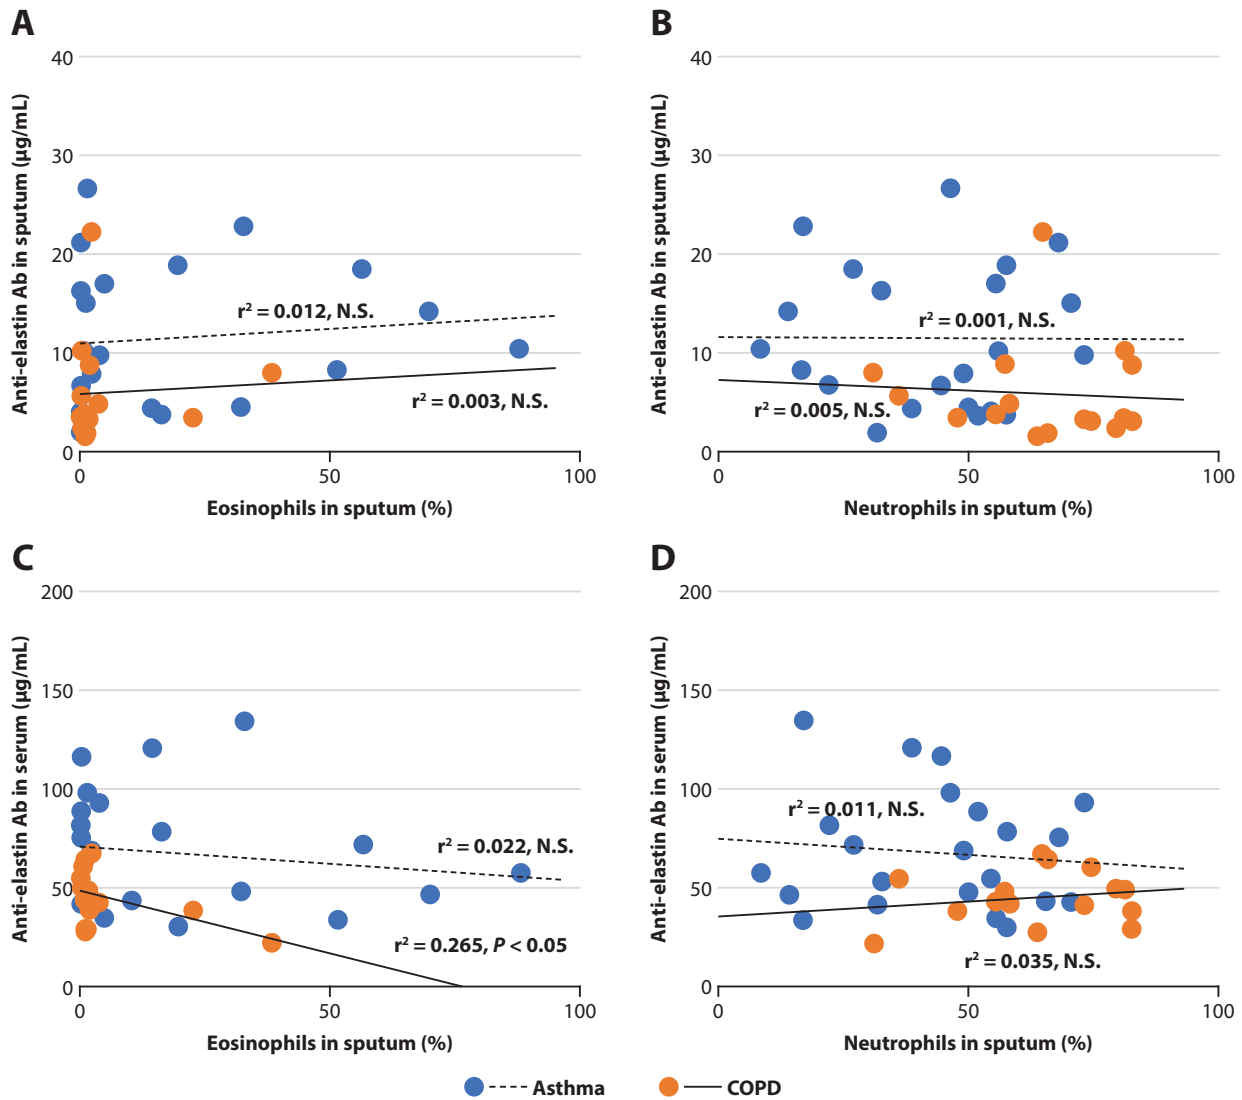 A
Anti-elastin Ab in sputum (µg/mL)
40
30
20
10
0
r² = 0.012, N.S.
r² = 0.003, N.S.
0 50 100
Eosinophils in sputum (%)
B
Anti-elastin Ab in sputum (µg/mL)
40
30
20
10
0
r² = 0.001, N.S.
r² = 0.005, N.S.
0 50 100
Neutrophils in sputum (%)
C
Anti-elastin Ab in serum (µg/mL)
200
150
100
50
0
r² = 0.022, N.S.
r² = 0.265, P < 0.05
0 50 100
Eosinophils in sputum (%)
D
Anti-elastin Ab in serum (µg/mL)
200
150
100
50
0
r² = 0.011, N.S.
r² = 0.035, N.S.
0 50 100
Neutrophils in sputum (%)
Asthma COPD